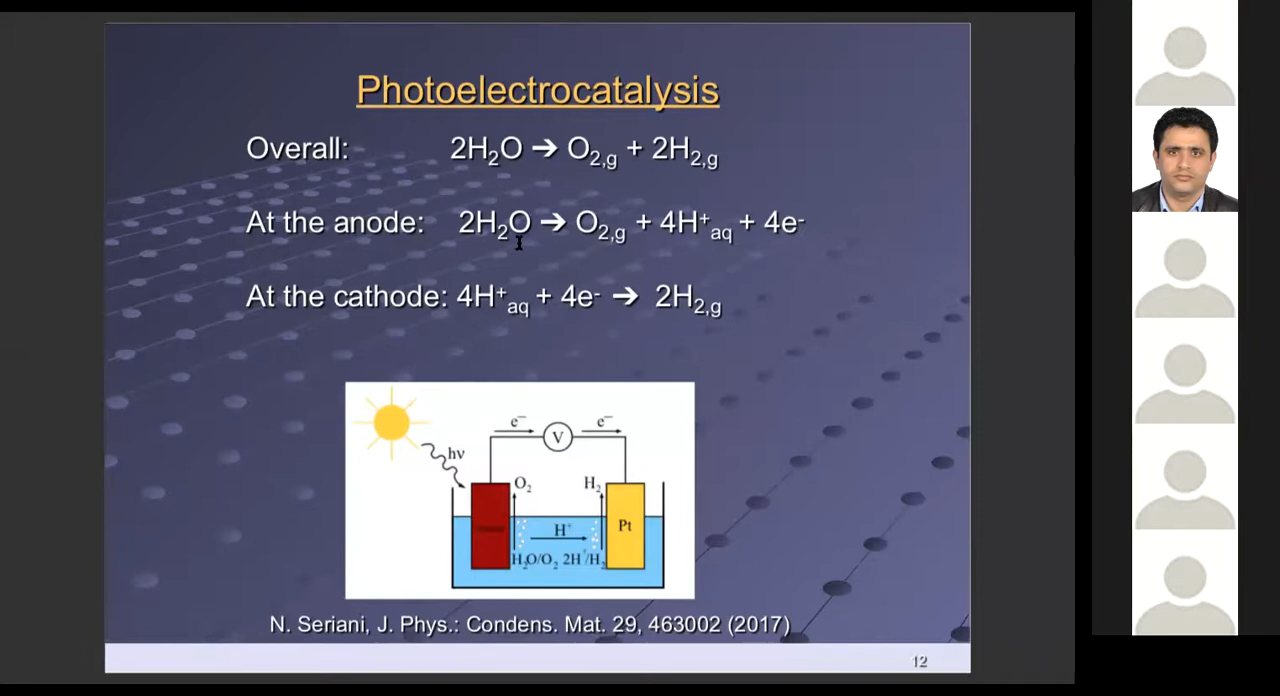 Photoelectrocatalysis
Overall: 2H₂O ➔ O₂,g + 2H₂,g
At the anode: 2H₂O ➔ O₂,g + 4H⁺aq + 4e⁻
At the cathode: 4H⁺aq + 4e⁻ ➔ 2H₂,g
e⁻ V e⁻
hν
O₂ H₂
H⁺ Pt
H₂O/O₂ 2H⁺/H₂
N. Seriani, J. Phys.: Condens. Mat. 29, 463002 (2017)
12